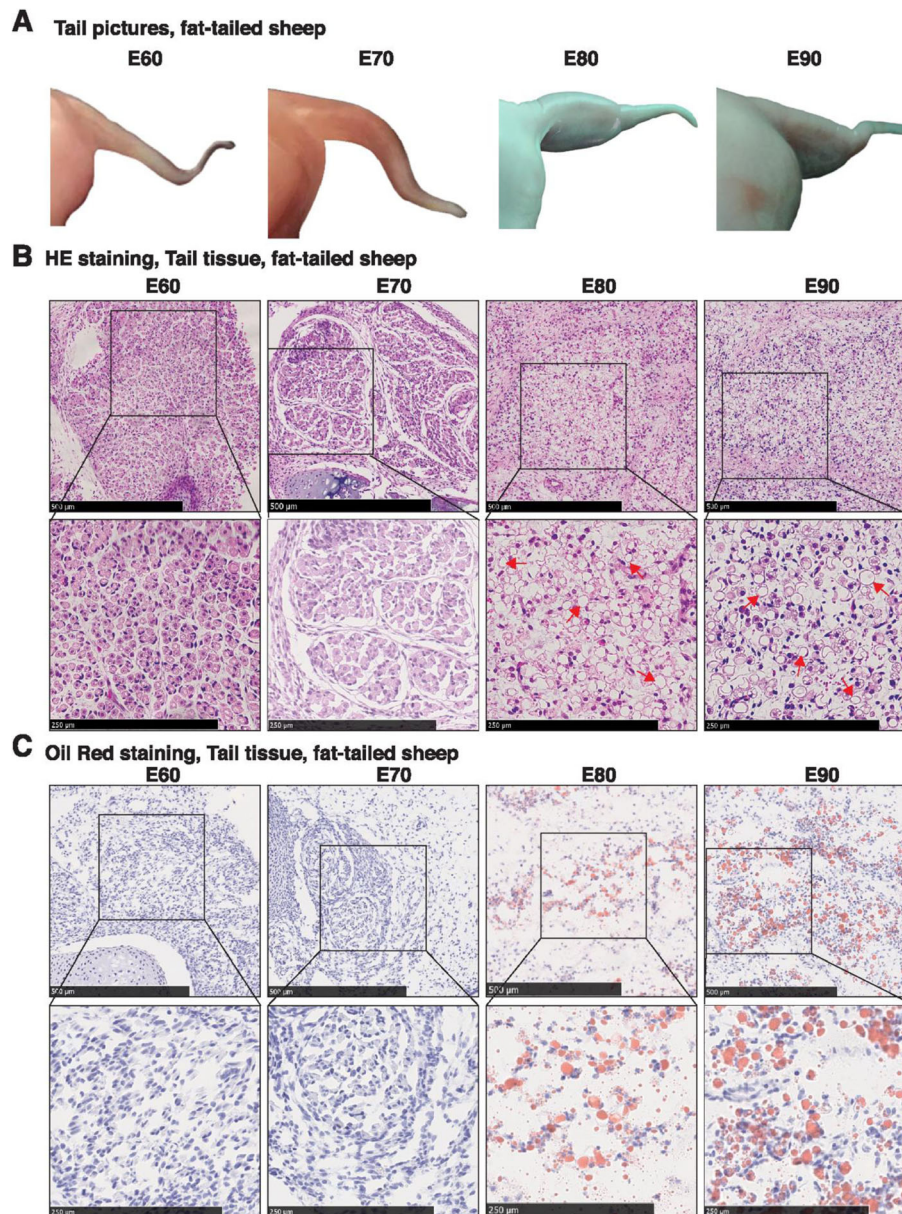 A Tail pictures, fat-tailed sheep
E60 E70 E80 E90
B HE staining, Tail tissue, fat-tailed sheep
E60 E70 E80 E90
500 µm 500 µm 500 µm 500 µm
250 µm 250 µm 250 µm 250 µm
C Oil Red staining, Tail tissue, fat-tailed sheep
E60 E70 E80 E90
500 µm 500 µm 500 µm 500 µm
250 µm 250 µm 250 µm 250 µm